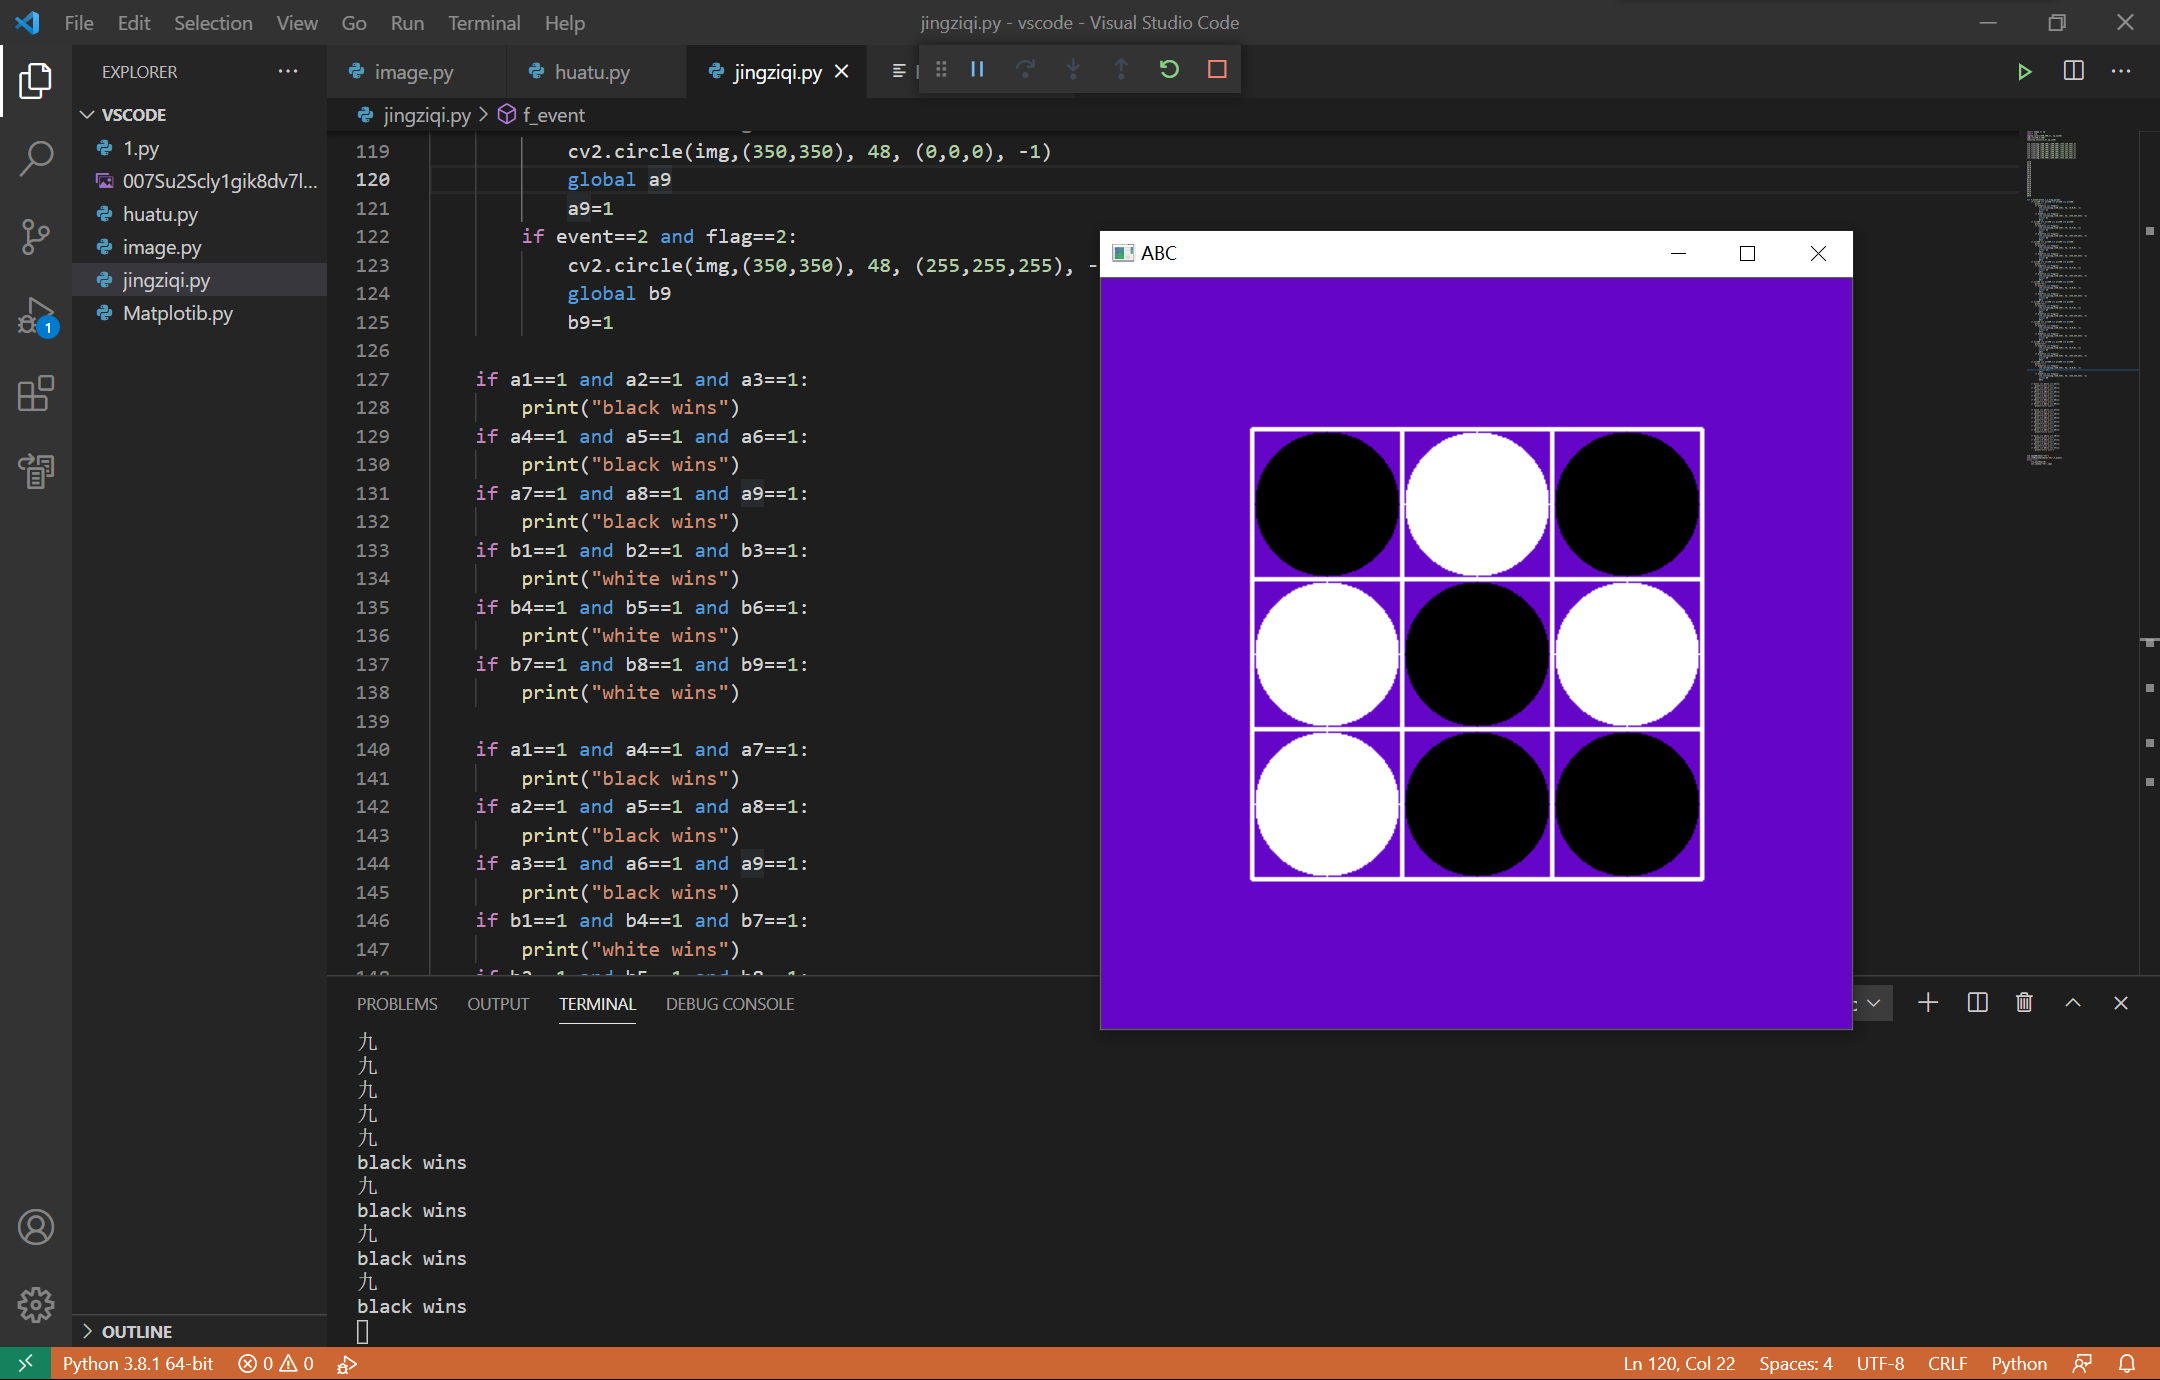 File Edit Selection View Go Run Terminal Help
jingziqi.py - vscode - Visual Studio Code
EXPLORER
image.py
huatu.py
jingziqi.py
VSCODE
1.py
007Su2Scly1gik8dv7l...
huatu.py
image.py
jingziqi.py
Matplotib.py
1
OUTLINE
jingziqi.py > f_event
119 cv2.circle(img,(350,350), 48, (0,0,0), -1)
120 global a9
121 a9=1
122 if event==2 and flag==2:
123 cv2.circle(img,(350,350), 48, (255,255,255), -
124 global b9
125 b9=1
126
127 if a1==1 and a2==1 and a3==1:
128 print("black wins")
129 if a4==1 and a5==1 and a6==1:
130 print("black wins")
131 if a7==1 and a8==1 and a9==1:
132 print("black wins")
133 if b1==1 and b2==1 and b3==1:
134 print("white wins")
135 if b4==1 and b5==1 and b6==1:
136 print("white wins")
137 if b7==1 and b8==1 and b9==1:
138 print("white wins")
139
140 if a1==1 and a4==1 and a7==1:
141 print("black wins")
142 if a2==1 and a5==1 and a8==1:
143 print("black wins")
144 if a3==1 and a6==1 and a9==1:
145 print("black wins")
146 if b1==1 and b4==1 and b7==1:
147 print("white wins")
ABC
PROBLEMS OUTPUT TERMINAL DEBUG CONSOLE
九
九
九
九
九
black wins
九
black wins
九
black wins
九
black wins
Python 3.8.1 64-bit 0 0
Ln 120, Col 22 Spaces: 4 UTF-8 CRLF Python